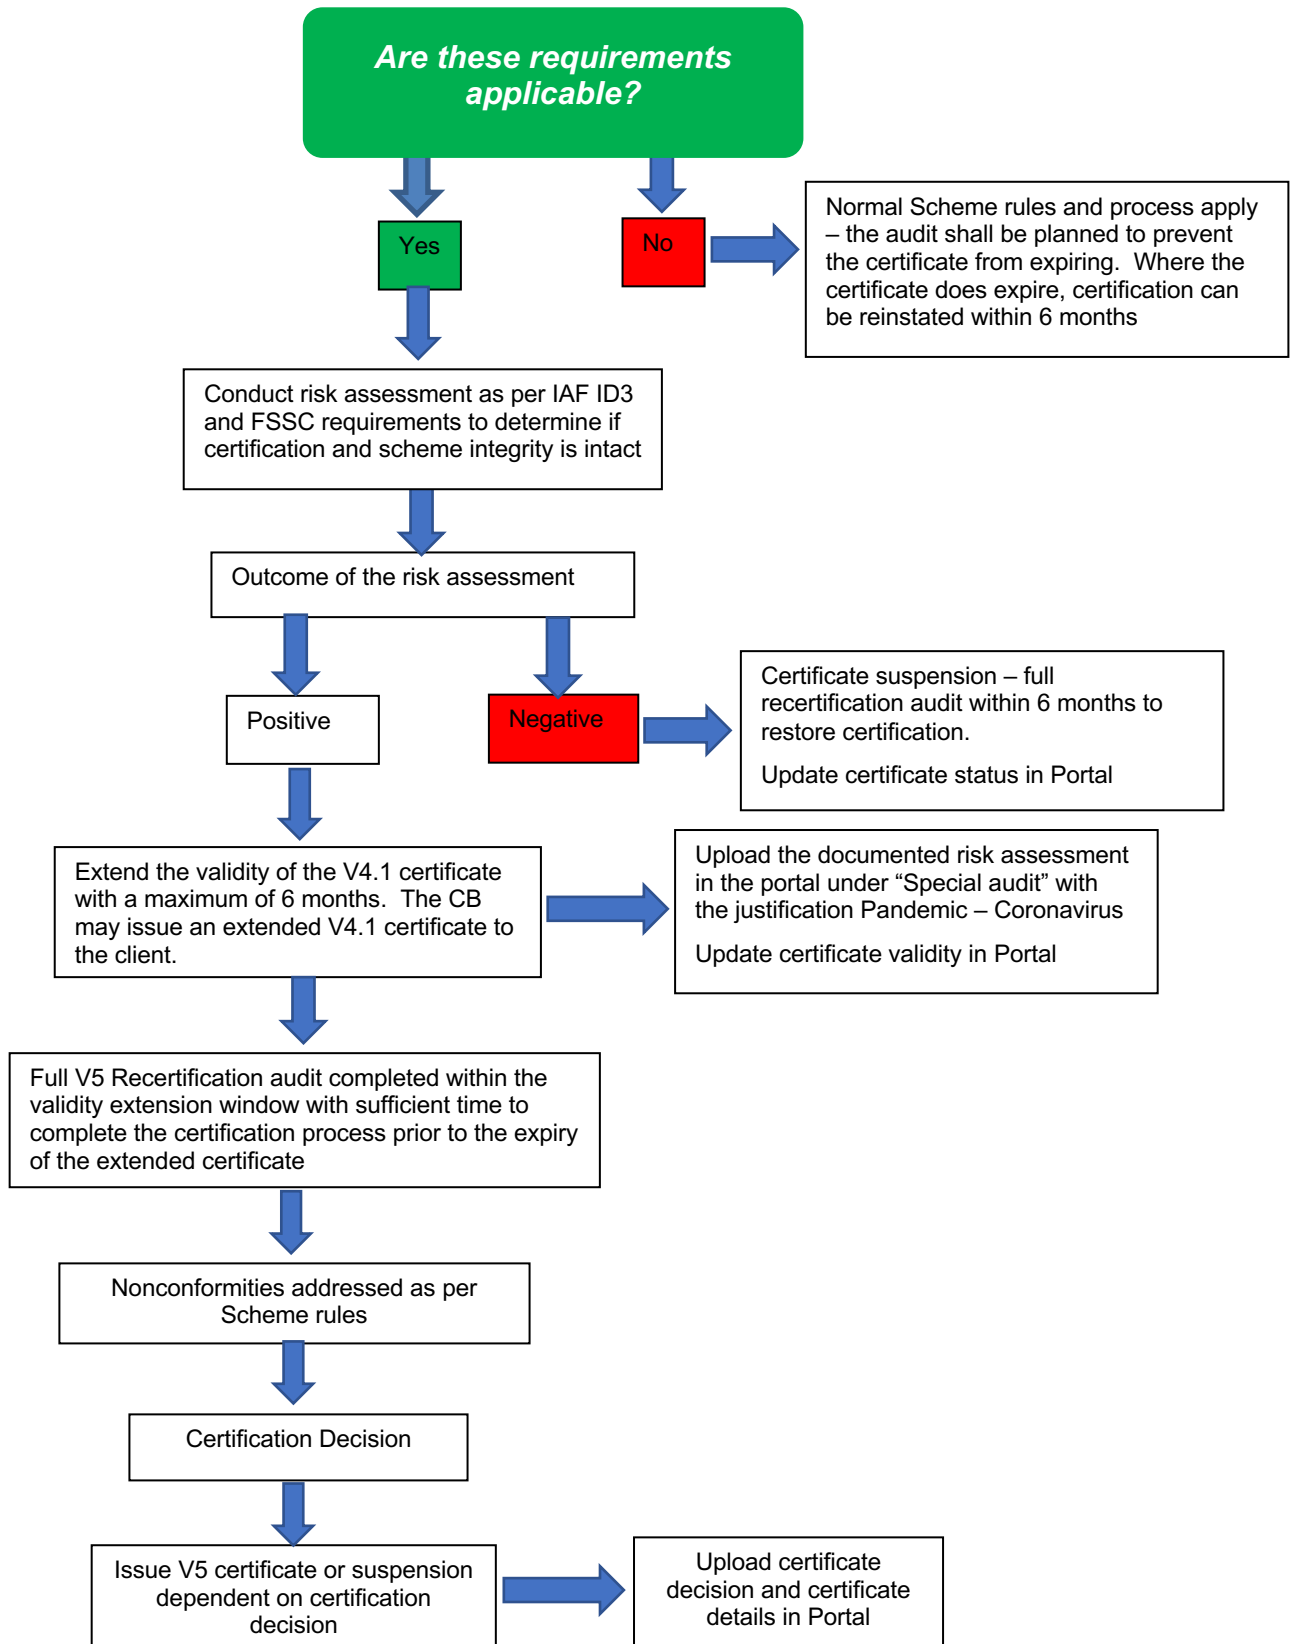 Are these requirements
applicable?
Yes
No
Normal Scheme rules and process apply
– the audit shall be planned to prevent
the certificate from expiring.  Where the
certificate does expire, certification can
be reinstated within 6 months
Conduct risk assessment as per IAF ID3
and FSSC requirements to determine if
certification and scheme integrity is intact
Outcome of the risk assessment
Positive
Negative
Certificate suspension – full
recertification audit within 6 months to
restore certification.
Update certificate status in Portal
Extend the validity of the V4.1 certificate
with a maximum of 6 months.  The CB
may issue an extended V4.1 certificate to
the client.
Upload the documented risk assessment
in the portal under “Special audit” with
the justification Pandemic – Coronavirus
Update certificate validity in Portal
Full V5 Recertification audit completed within the
validity extension window with sufficient time to
complete the certification process prior to the expiry
of the extended certificate
Nonconformities addressed as per
Scheme rules
Certification Decision
Issue V5 certificate or suspension
dependent on certification
decision
Upload certificate
decision and certificate
details in Portal